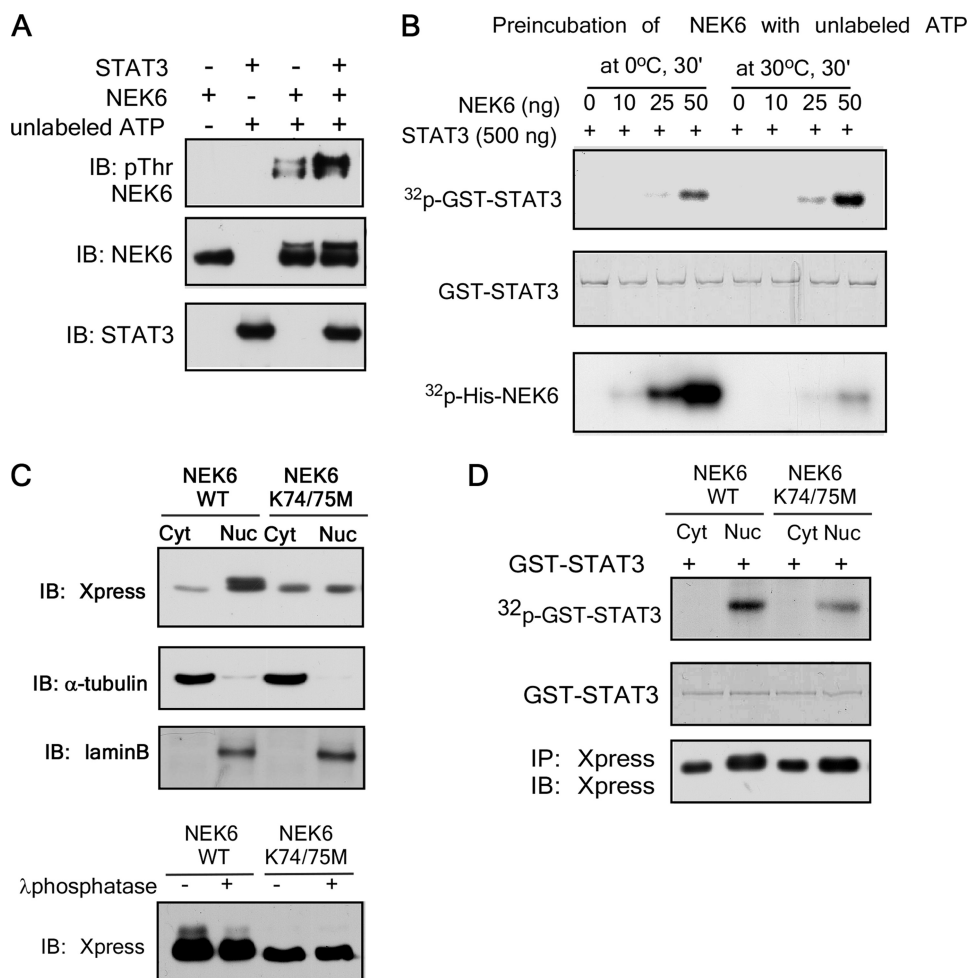 A
STAT3 - + - +
NEK6 + - + +
unlabeled ATP - + + +
IB: pThr
NEK6
IB: NEK6
IB: STAT3
B
Preincubation of NEK6 with unlabeled ATP
at 0ºC, 30' at 30ºC, 30'
NEK6 (ng) 0 10 25 50 0 10 25 50
STAT3 (500 ng) + + + + + + + +
32p-GST-STAT3
GST-STAT3
32p-His-NEK6
C
NEK6 NEK6
WT K74/75M
Cyt Nuc Cyt Nuc
IB: Xpress
IB: α-tubulin
IB: laminB
NEK6 NEK6
WT K74/75M
λphosphatase - + - +
IB: Xpress
D
NEK6 NEK6
WT K74/75M
Cyt Nuc Cyt Nuc
GST-STAT3 + + + +
32p-GST-STAT3
GST-STAT3
IP: Xpress
IB: Xpress